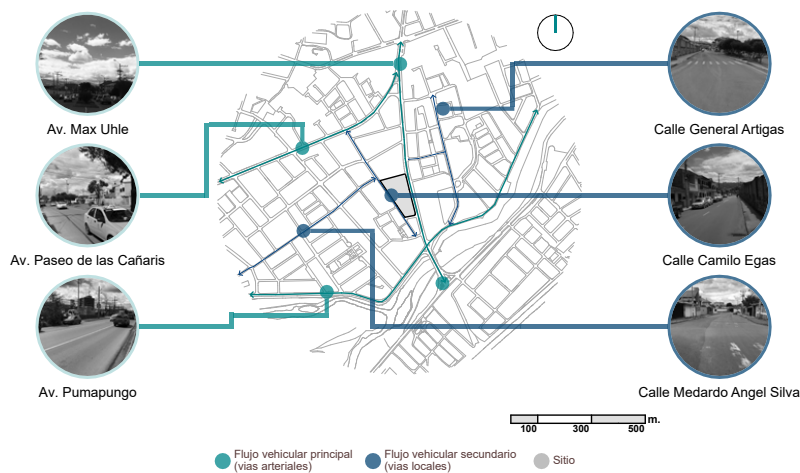 Av. Max Uhle
Calle General Artigas
Av. Paseo de las Cañaris
Calle Camilo Egas
Av. Pumapungo
Calle Medardo Angel Silva
100 300 500 m.
Flujo vehicular principal
(vias arteriales)
Flujo vehicular secundario
(vias locales)
Sitio